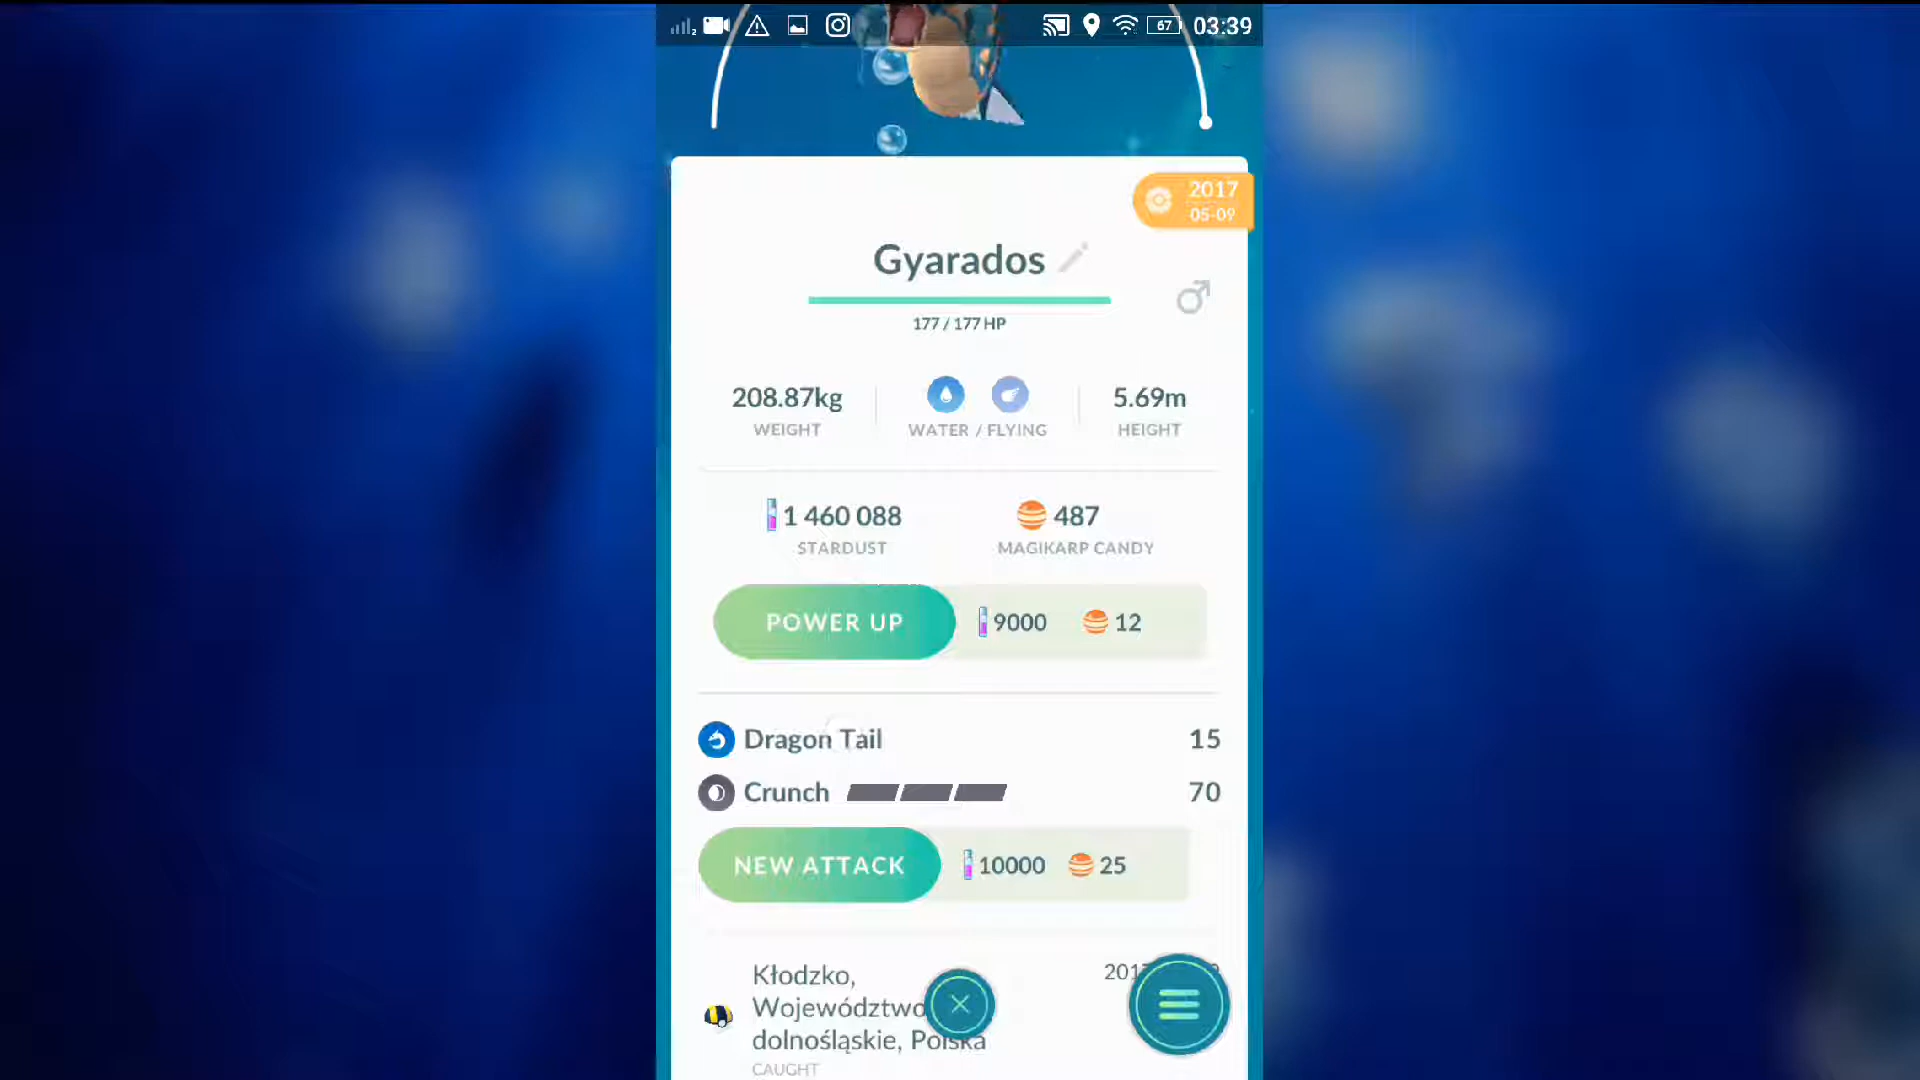 2 67 03:39
2017
05-09
Gyarados
177 / 177 HP
208.87kg
WEIGHT
WATER / FLYING
5.69m
HEIGHT
1 460 088
STARDUST
487
MAGIKARP CANDY
POWER UP 9000 12
Dragon Tail 15
Crunch 70
NEW ATTACK 10000 25
Kłodzko,
Województwo
dolnośląskie, Polska
CAUGHT